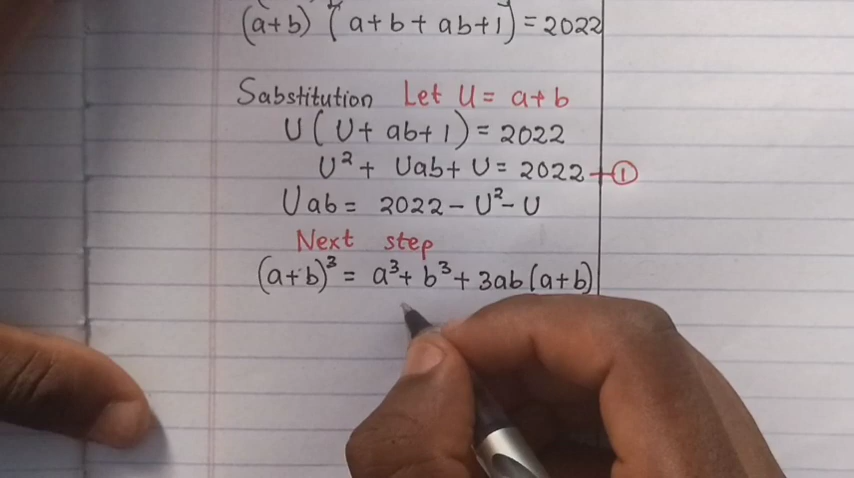 (a+b) (a+b+ab+1) = 2022
Sabstitution Let U = a+b
U(U+ab+1) = 2022
U² + Uab + U = 2022 —①
Uab = 2022 - U² - U
Next step
(a+b)³ = a³ + b³ + 3ab(a+b)